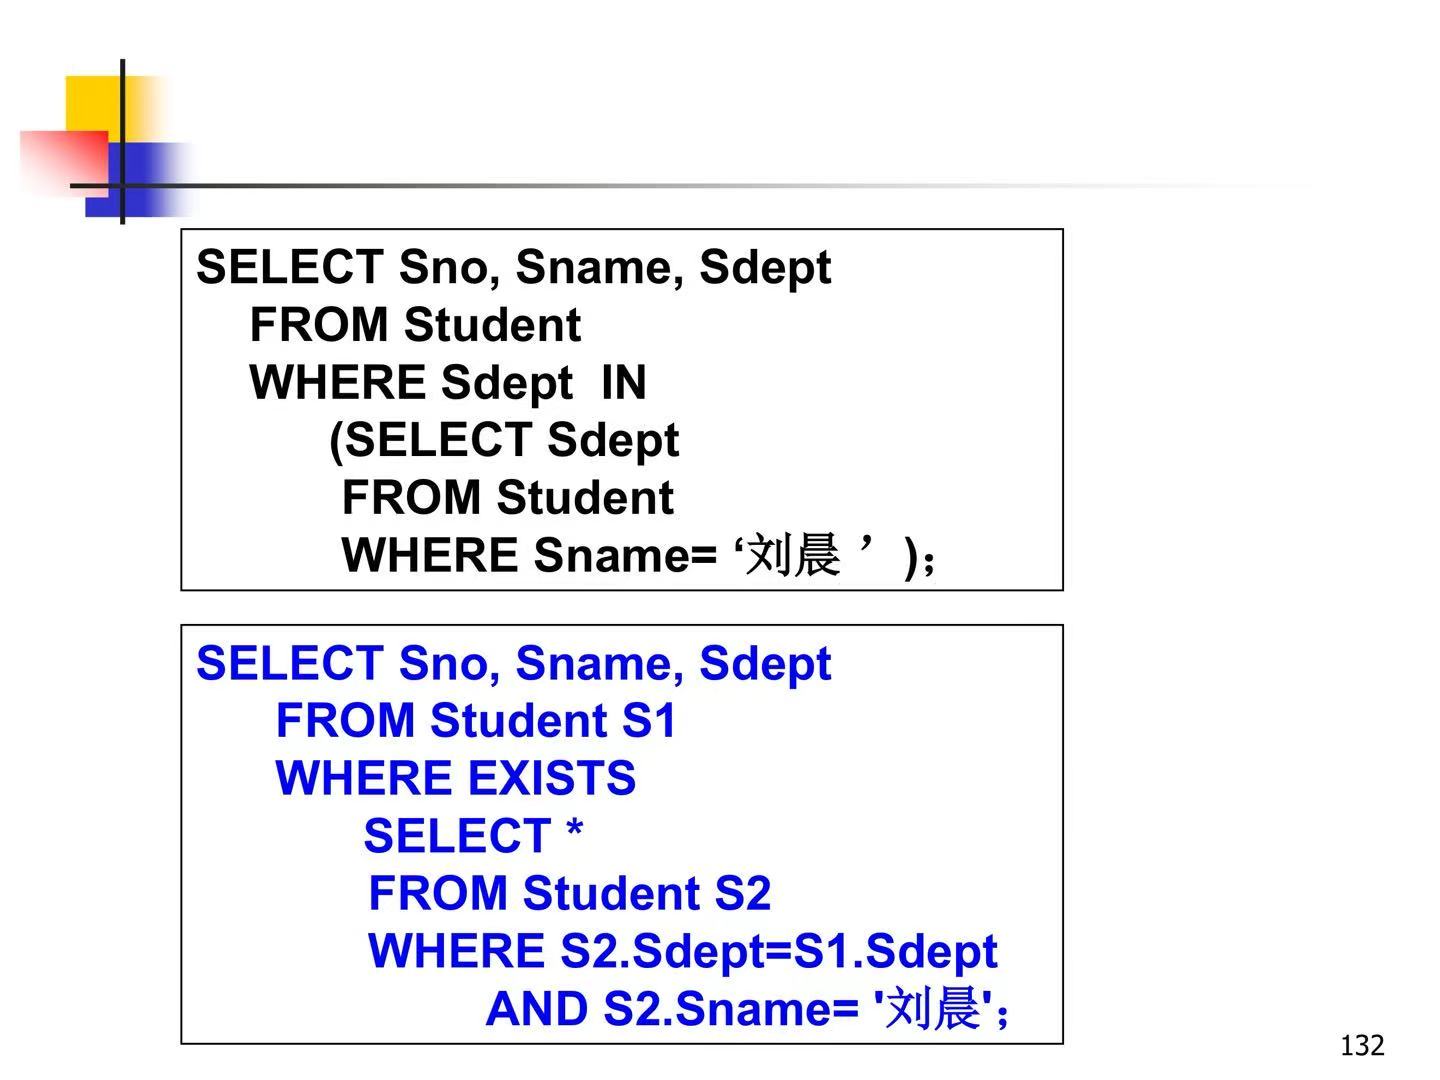 SELECT Sno, Sname, Sdept
FROM Student
WHERE Sdept IN
(SELECT Sdept
FROM Student
WHERE Sname= ‘刘晨 ’ )；
SELECT Sno, Sname, Sdept
FROM Student S1
WHERE EXISTS
SELECT *
FROM Student S2
WHERE S2.Sdept=S1.Sdept
AND S2.Sname= '刘晨'；
132